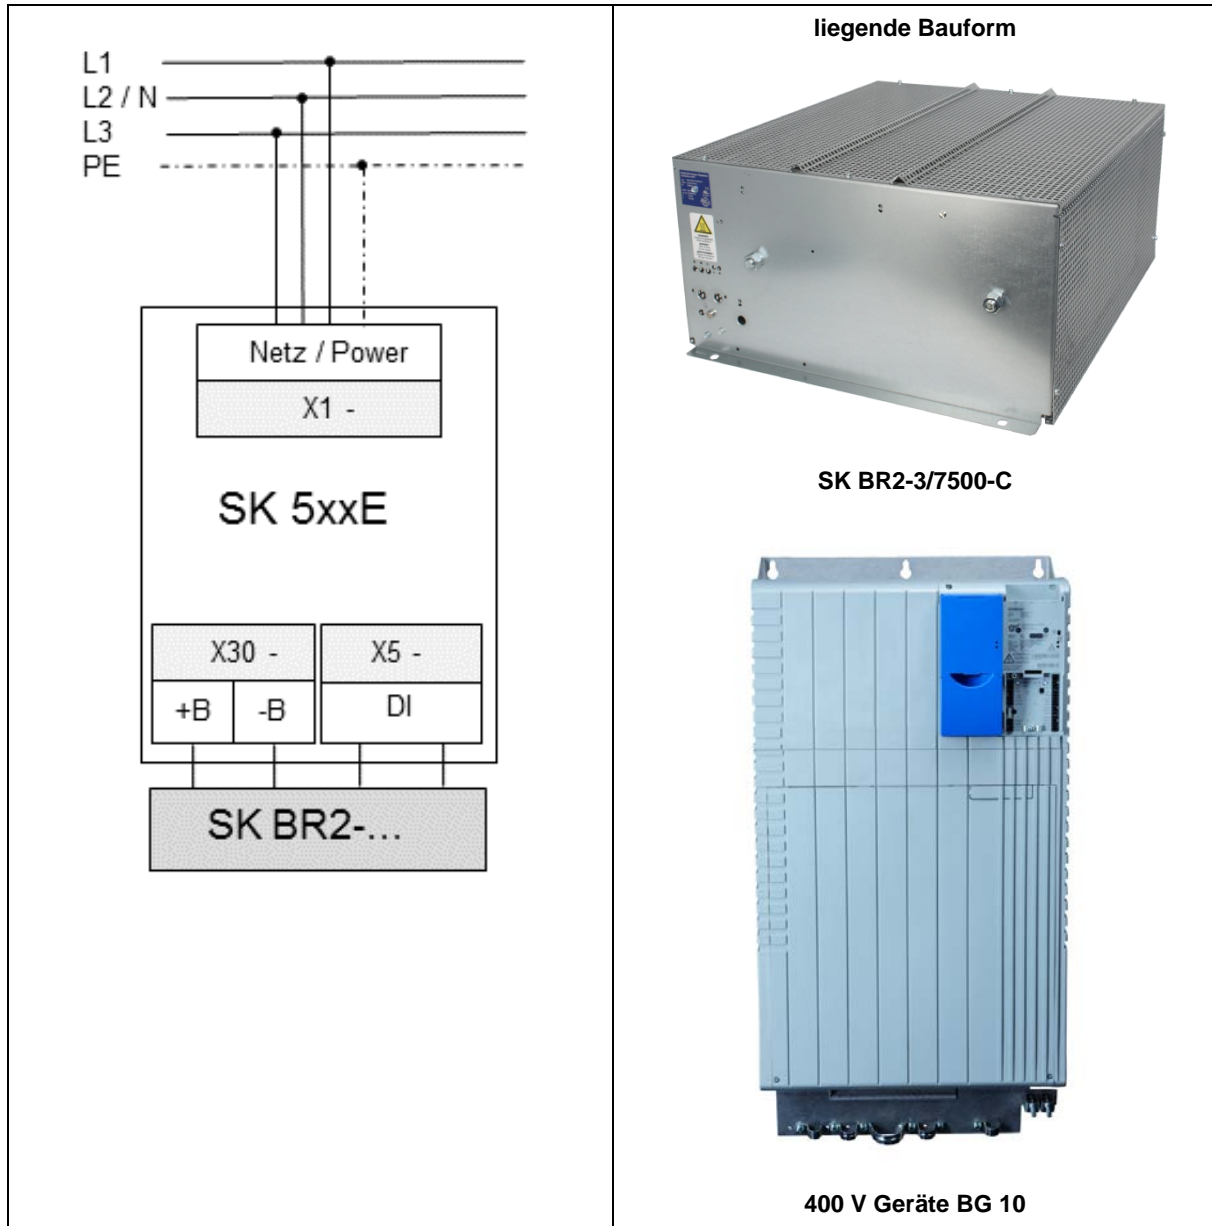 L1
L2 / N
L3
PE
Netz / Power
X1 -
SK 5xxE
X30 -
X5 -
+B
-B
DI
SK BR2-...
liegende Bauform
SK BR2-3/7500-C
400 V Geräte BG 10